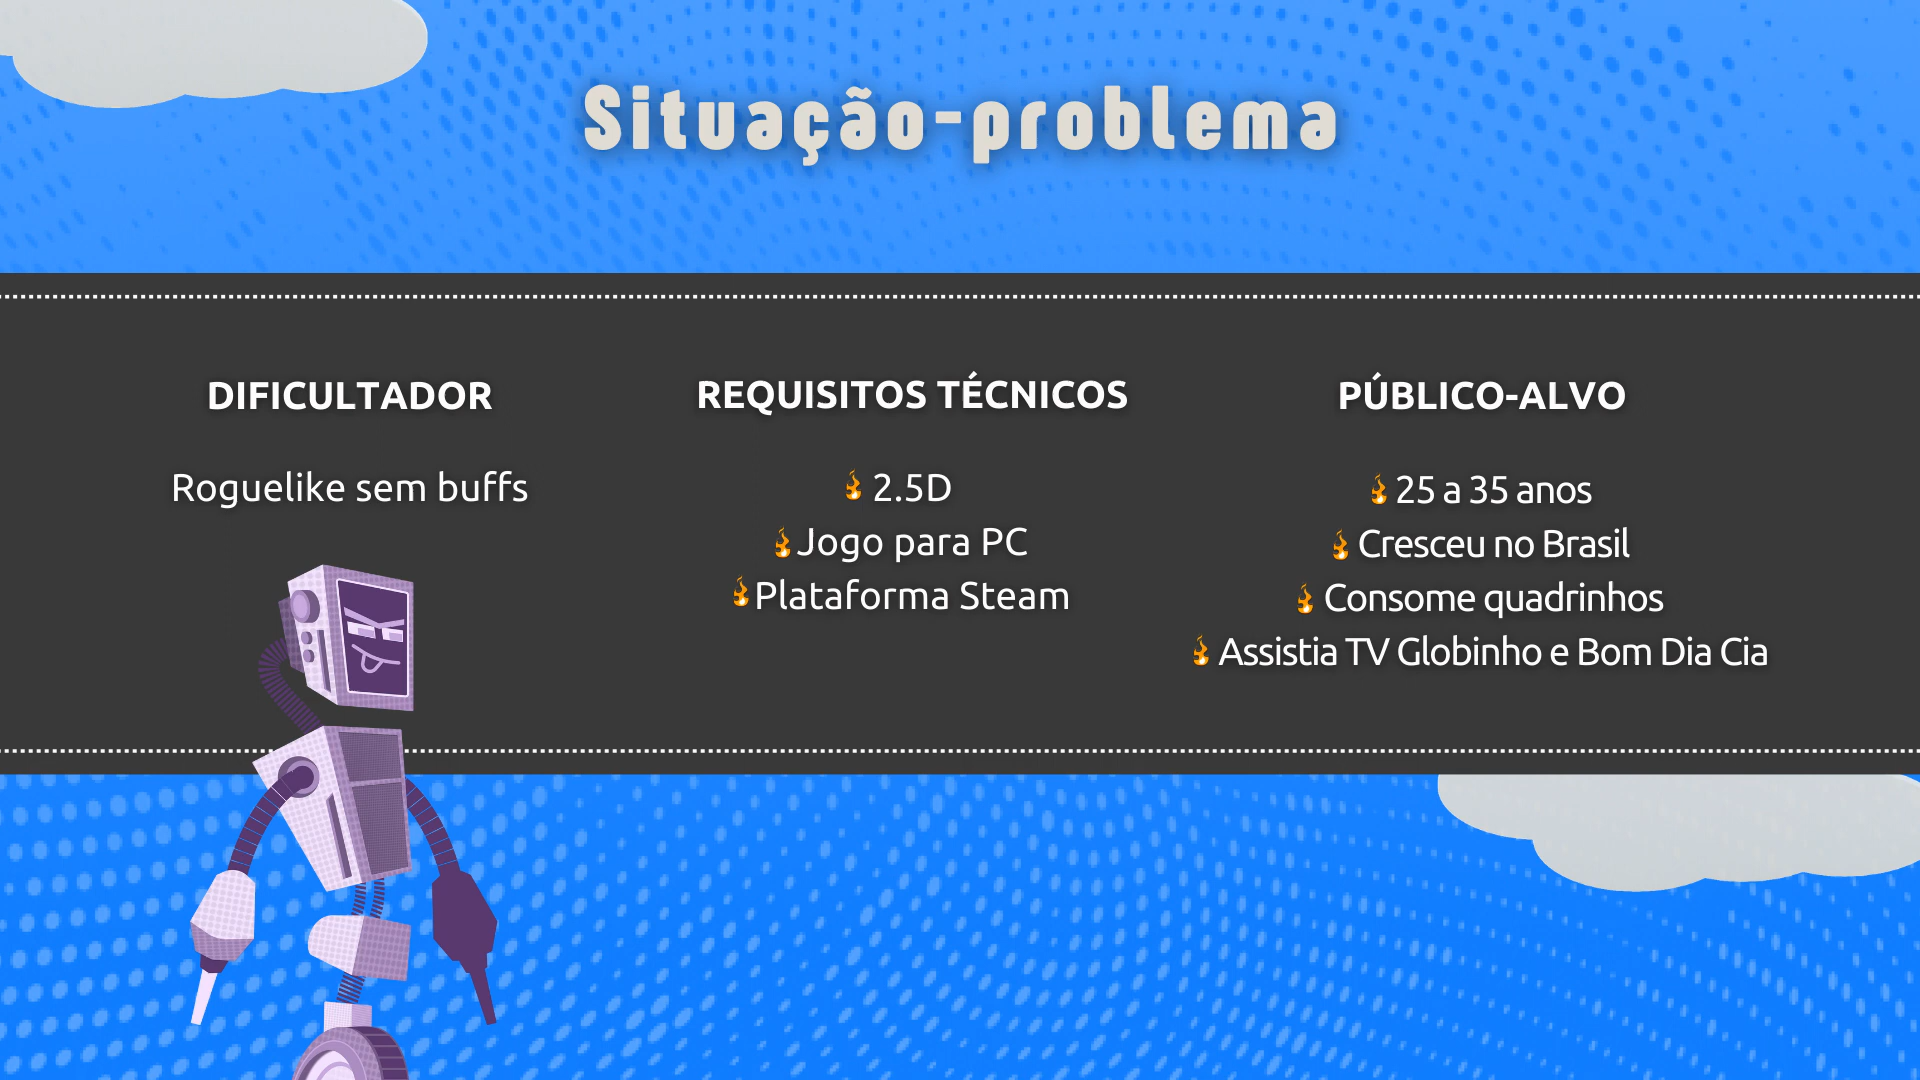 Situação-problema
DIFICULTADOR
Roguelike sem buffs
REQUISITOS TÉCNICOS
2.5D
Jogo para PC
Plataforma Steam
PÚBLICO-ALVO
25 a 35 anos
Cresceu no Brasil
Consome quadrinhos
Assistia TV Globinho e Bom Dia Cia